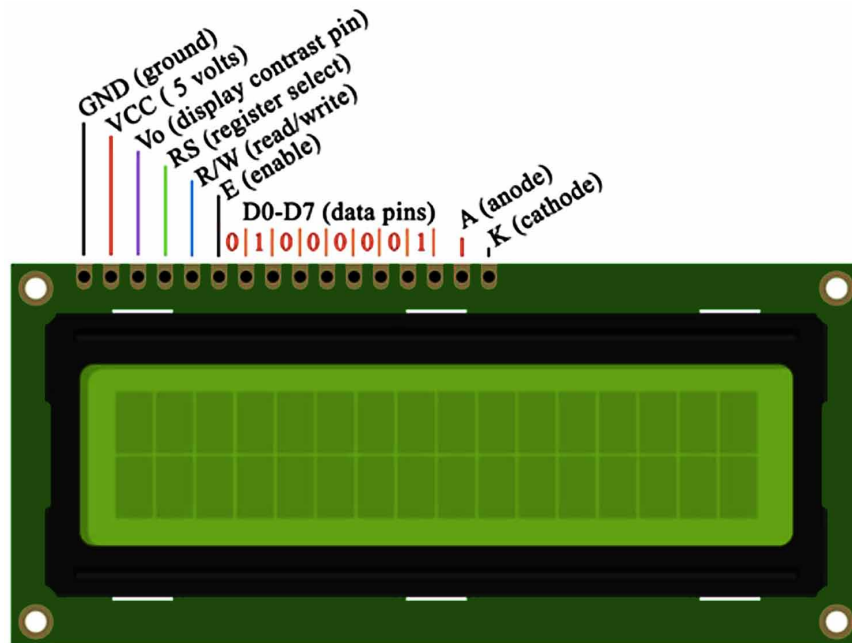 GND (ground)
VCC ( 5 volts)
Vo (display contrast pin)
RS (register select)
R/W (read/write)
E (enable)
D0-D7 (data pins)
0 1 0 0 0 0 0 1
A (anode)
K (cathode)